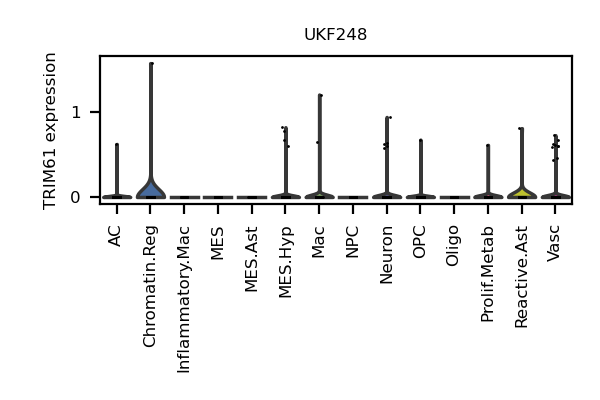 UKF248
TRIM61 expression
1
0
AC
Chromatin.Reg
Inflammatory.Mac
MES
MES.Ast
MES.Hyp
Mac
NPC
Neuron
OPC
Oligo
Prolif.Metab
Reactive.Ast
Vasc